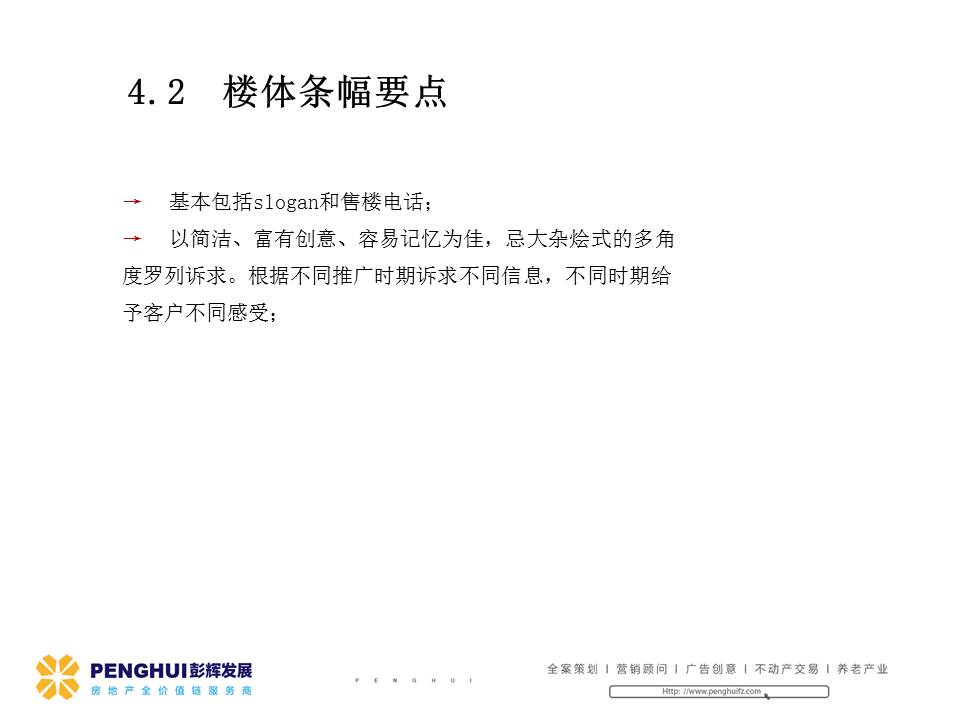 4.2 楼体条幅要点
→ 基本包括slogan和售楼电话；
→ 以简洁、富有创意、容易记忆为佳，忌大杂烩式的多角
度罗列诉求。根据不同推广时期诉求不同信息，不同时期给
予客户不同感受；
PENGHUI彭辉发展
房地产全价值链服务商
PENGHUI
全案策划 | 营销顾问 | 广告创意 | 不动产交易 | 养老产业
Http: //www.penghuifz.com